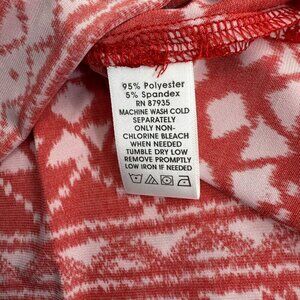 95% Polyester
5% Spandex
RN 87935
MACHINE WASH COLD
SEPARATELY
ONLY NON-
CHLORINE BLEACH
WHEN NEEDED
TUMBLE DRY LOW
REMOVE PROMPTLY
LOW IRON IF NEEDED